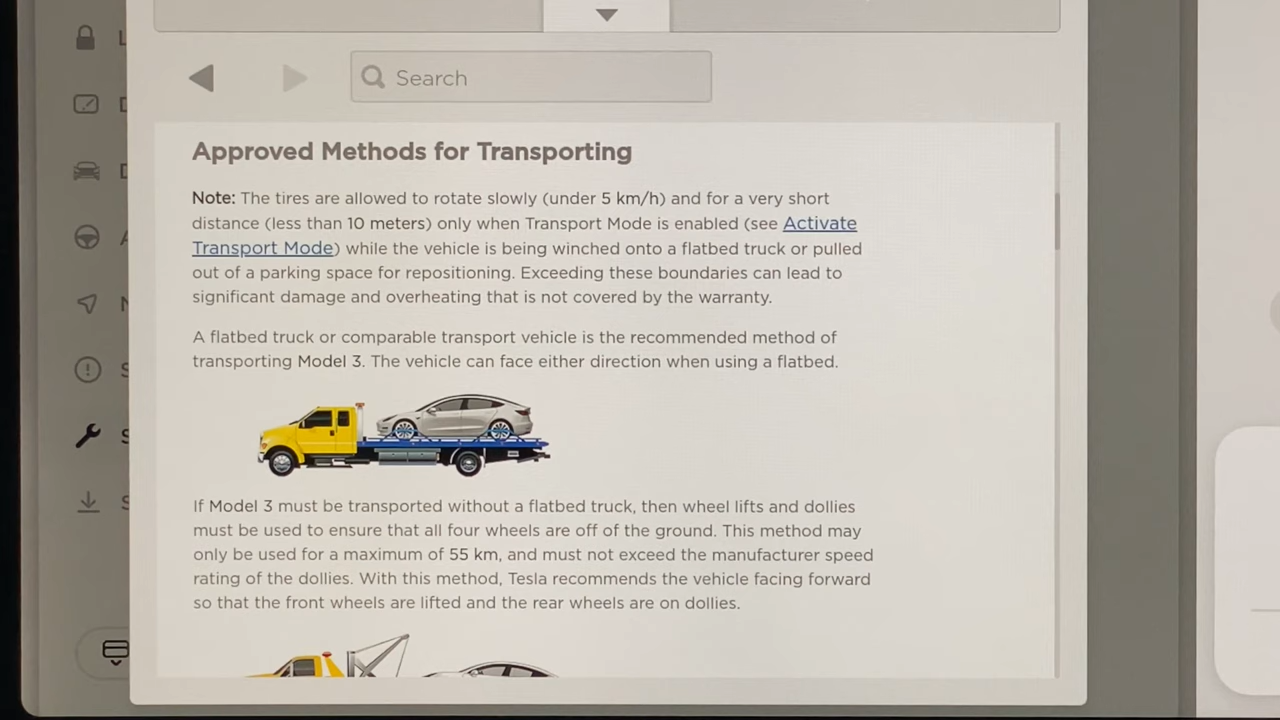 L
D
D
A
N
S
S
S
Search
Approved Methods for Transporting
Note: The tires are allowed to rotate slowly (under 5 km/h) and for a very short
distance (less than 10 meters) only when Transport Mode is enabled (see Activate
Transport Mode) while the vehicle is being winched onto a flatbed truck or pulled
out of a parking space for repositioning. Exceeding these boundaries can lead to
significant damage and overheating that is not covered by the warranty.
A flatbed truck or comparable transport vehicle is the recommended method of
transporting Model 3. The vehicle can face either direction when using a flatbed.
If Model 3 must be transported without a flatbed truck, then wheel lifts and dollies
must be used to ensure that all four wheels are off of the ground. This method may
only be used for a maximum of 55 km, and must not exceed the manufacturer speed
rating of the dollies. With this method, Tesla recommends the vehicle facing forward
so that the front wheels are lifted and the rear wheels are on dollies.